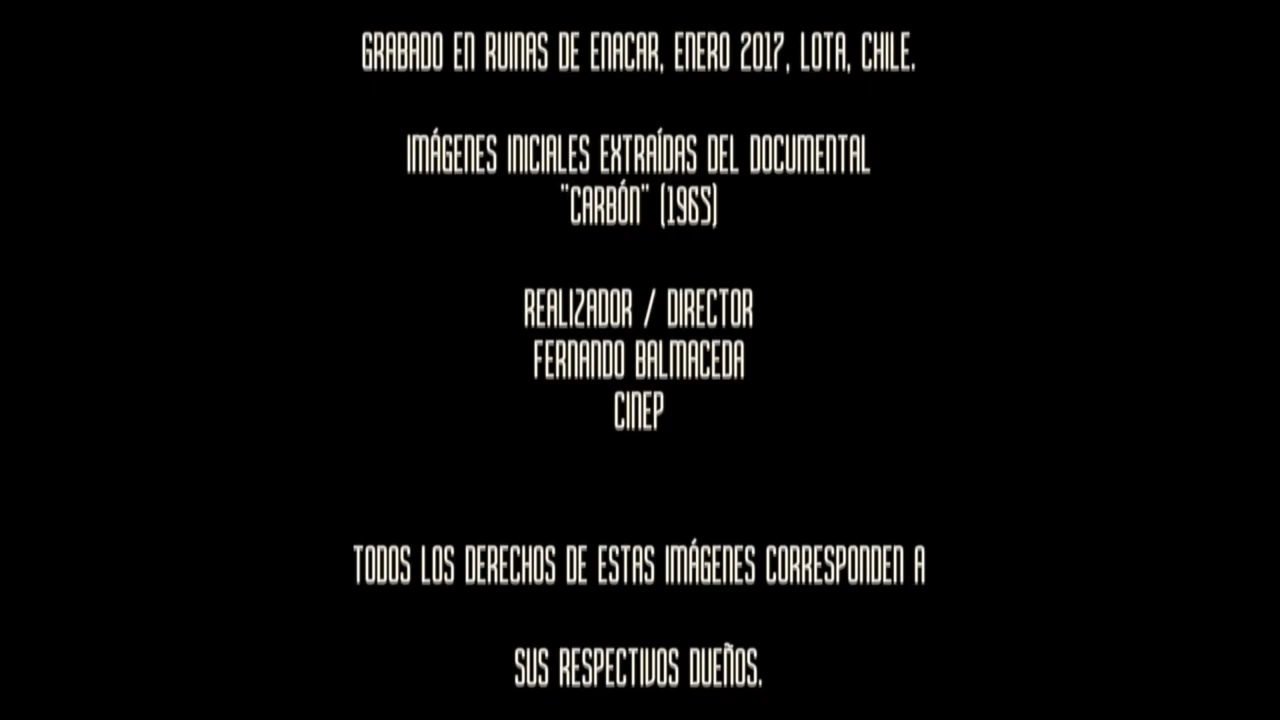 GRABADO EN RUINAS DE ENACAR, ENERO 2017, LOTA, CHILE.
IMÁGENES INICIALES EXTRAÍDAS DEL DOCUMENTAL
"CARBÓN" (1965)
REALIZADOR / DIRECTOR
FERNANDO BALMACEDA
CINEP
TODOS LOS DERECHOS DE ESTAS IMÁGENES CORRESPONDEN A
SUS RESPECTIVOS DUEÑOS.